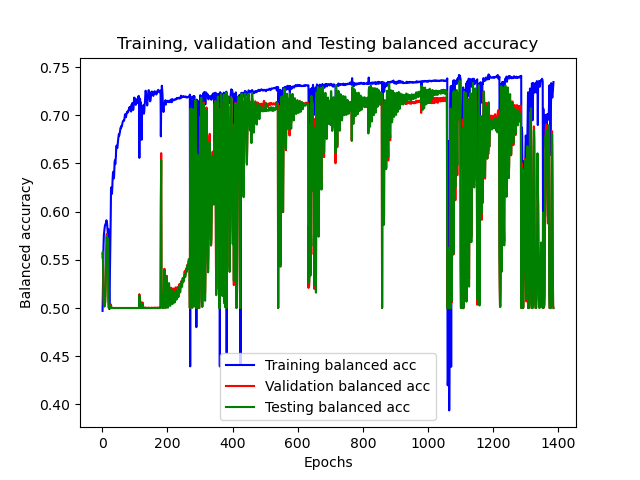 Training, validation and Testing balanced accuracy
Balanced accuracy
0.75
0.70
0.65
0.60
0.55
0.50
0.45
0.40
Training balanced acc
Validation balanced acc
Testing balanced acc
0 200 400 600 800 1000 1200 1400
Epochs